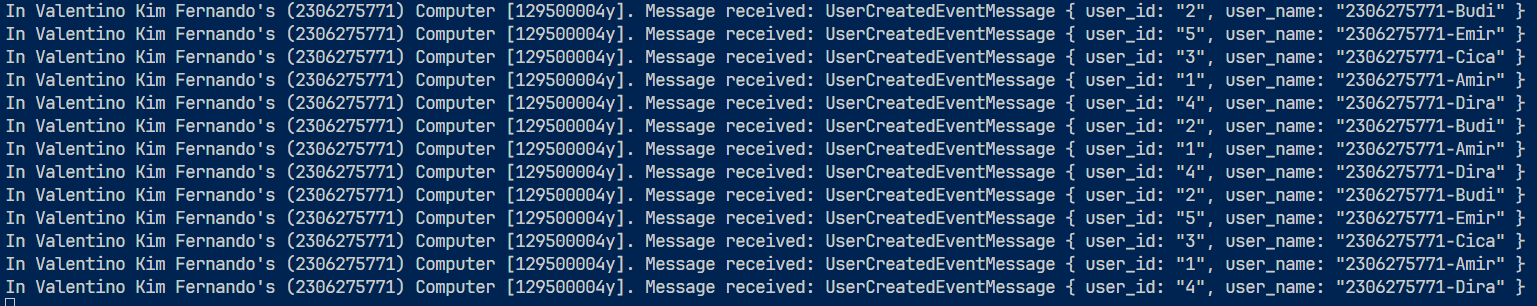 In Valentino Kim Fernando's (2306275771) Computer [129500004y]. Message received: UserCreatedEventMessage { user_id: "2", user_name: "2306275771-Budi" }
In Valentino Kim Fernando's (2306275771) Computer [129500004y]. Message received: UserCreatedEventMessage { user_id: "5", user_name: "2306275771-Emir" }
In Valentino Kim Fernando's (2306275771) Computer [129500004y]. Message received: UserCreatedEventMessage { user_id: "3", user_name: "2306275771-Cica" }
In Valentino Kim Fernando's (2306275771) Computer [129500004y]. Message received: UserCreatedEventMessage { user_id: "1", user_name: "2306275771-Amir" }
In Valentino Kim Fernando's (2306275771) Computer [129500004y]. Message received: UserCreatedEventMessage { user_id: "4", user_name: "2306275771-Dira" }
In Valentino Kim Fernando's (2306275771) Computer [129500004y]. Message received: UserCreatedEventMessage { user_id: "2", user_name: "2306275771-Budi" }
In Valentino Kim Fernando's (2306275771) Computer [129500004y]. Message received: UserCreatedEventMessage { user_id: "1", user_name: "2306275771-Amir" }
In Valentino Kim Fernando's (2306275771) Computer [129500004y]. Message received: UserCreatedEventMessage { user_id: "4", user_name: "2306275771-Dira" }
In Valentino Kim Fernando's (2306275771) Computer [129500004y]. Message received: UserCreatedEventMessage { user_id: "2", user_name: "2306275771-Budi" }
In Valentino Kim Fernando's (2306275771) Computer [129500004y]. Message received: UserCreatedEventMessage { user_id: "5", user_name: "2306275771-Emir" }
In Valentino Kim Fernando's (2306275771) Computer [129500004y]. Message received: UserCreatedEventMessage { user_id: "3", user_name: "2306275771-Cica" }
In Valentino Kim Fernando's (2306275771) Computer [129500004y]. Message received: UserCreatedEventMessage { user_id: "1", user_name: "2306275771-Amir" }
In Valentino Kim Fernando's (2306275771) Computer [129500004y]. Message received: UserCreatedEventMessage { user_id: "4", user_name: "2306275771-Dira" }